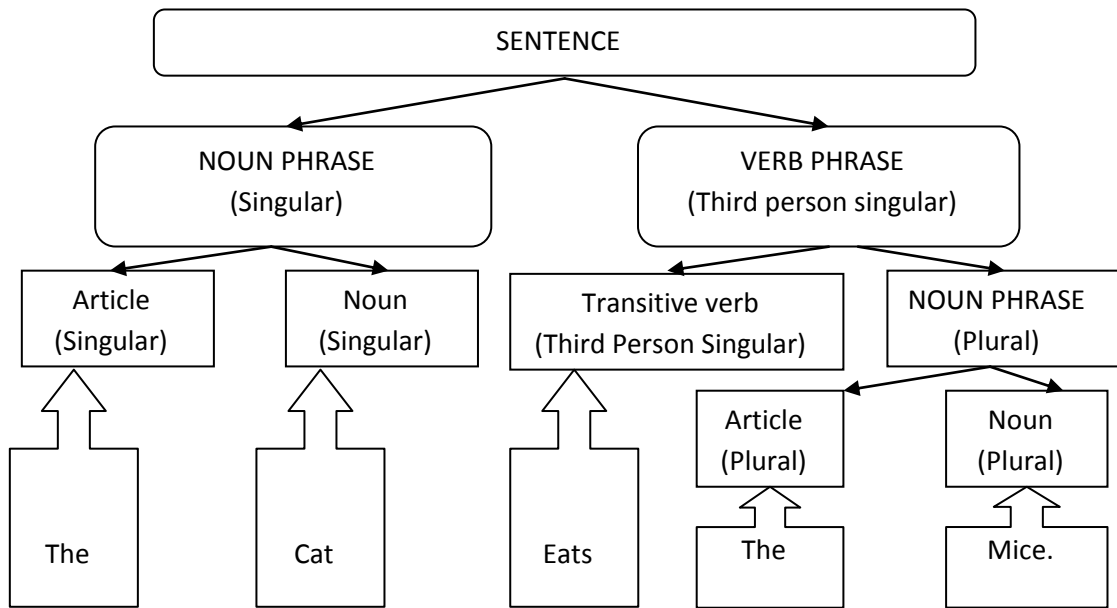 SENTENCE
NOUN PHRASE
(Singular)
VERB PHRASE
(Third person singular)
Article
(Singular)
Noun
(Singular)
Transitive verb
(Third Person Singular)
NOUN PHRASE
(Plural)
Article
(Plural)
Noun
(Plural)
The
Cat
Eats
The
Mice.